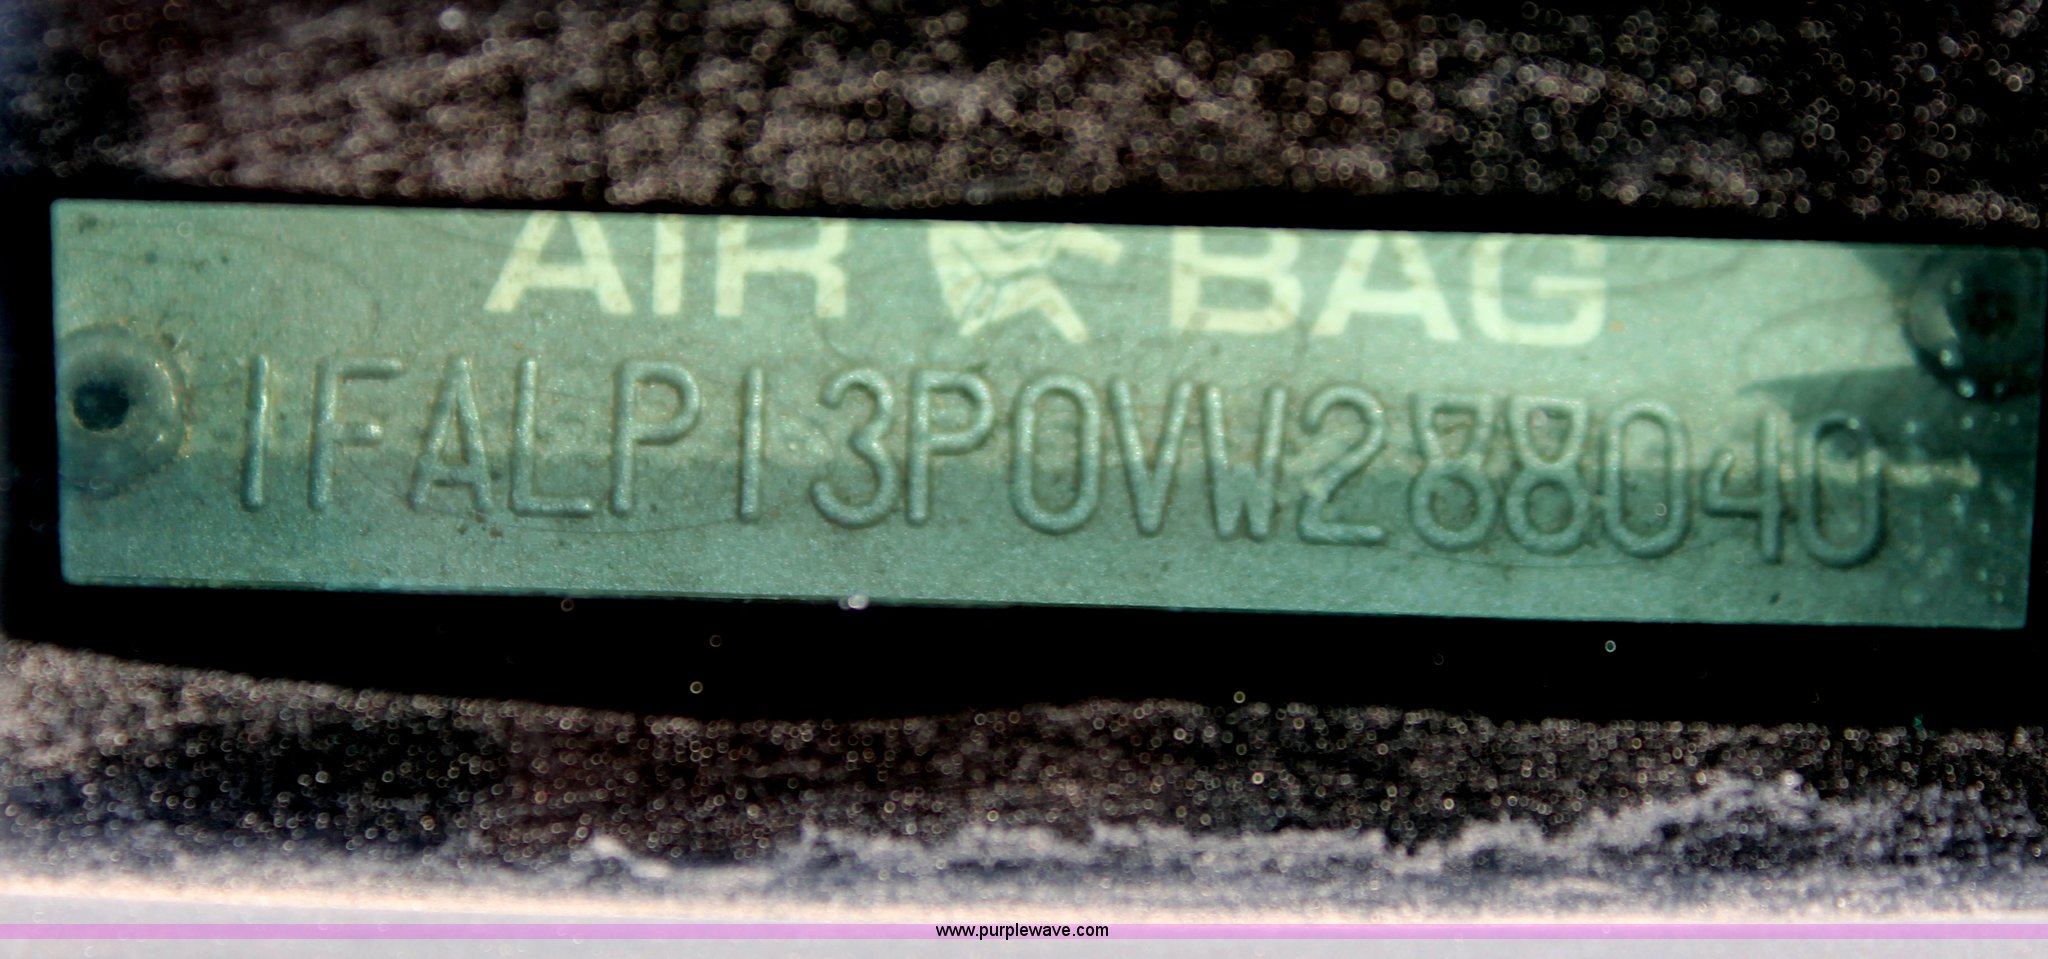 AIR BAG
1FALP13P0VW288040
www.purplewave.com